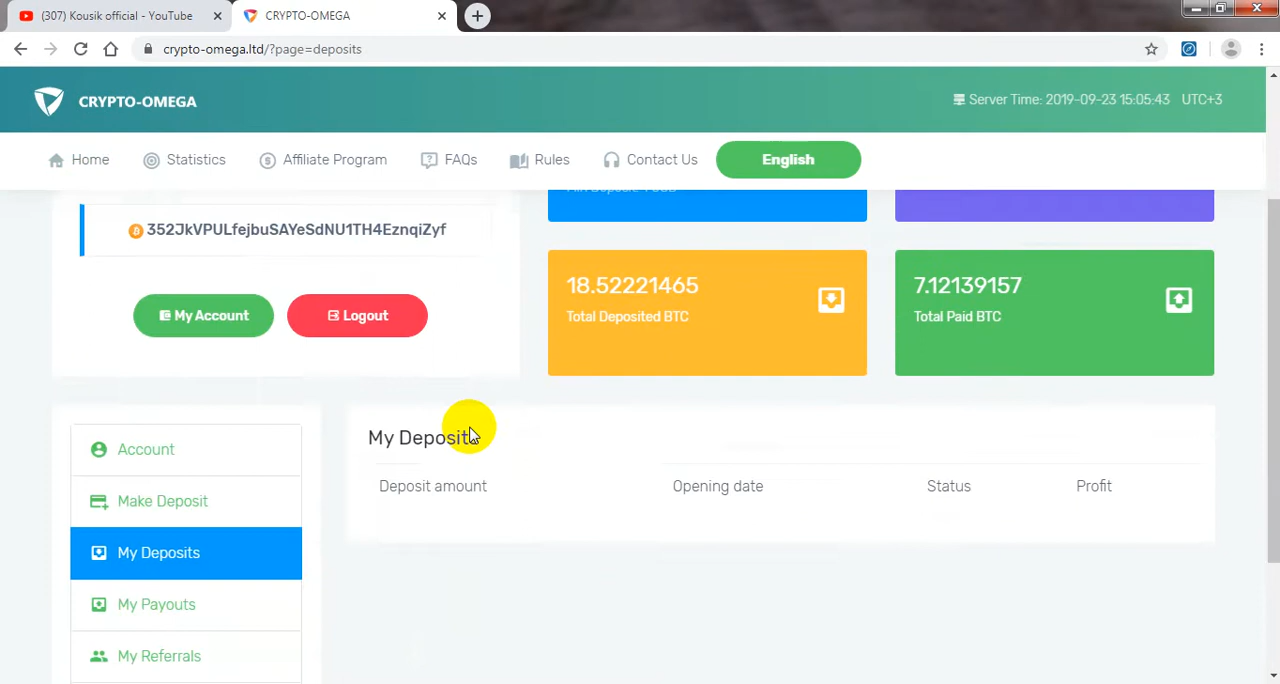 (307) Kousik official - YouTube
CRYPTO-OMEGA
crypto-omega.ltd/?page=deposits
CRYPTO-OMEGA
Server Time: 2019-09-23 15:05:43 UTC+3
Home
Statistics
Affiliate Program
FAQs
Rules
Contact Us
English
352JkVPULfejbuSAYeSdNU1TH4EznqiZyf
My Account
Logout
18.52221465
Total Deposited BTC
7.12139157
Total Paid BTC
Account
Make Deposit
My Deposits
My Payouts
My Referrals
My Deposits
Deposit amount
Opening date
Status
Profit